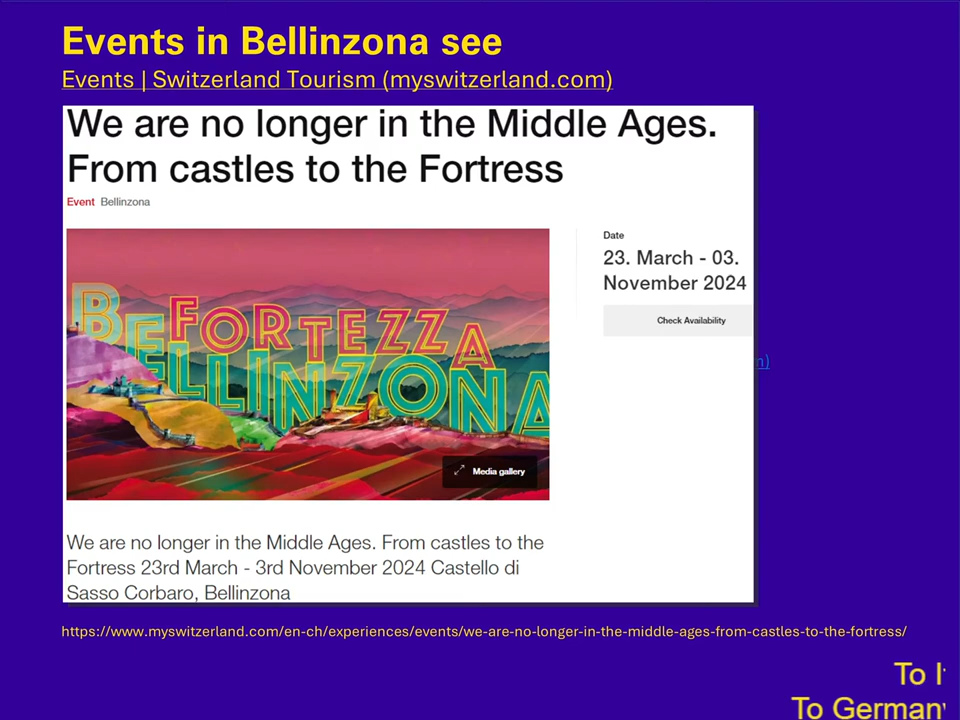 Events in Bellinzona see
Events | Switzerland Tourism (myswitzerland.com)
We are no longer in the Middle Ages.
From castles to the Fortress
Event Bellinzona
BE FORTEZZA
BELLINZONA
Date
23. March - 03.
November 2024
Check Availability
Media gallery
We are no longer in the Middle Ages. From castles to the
Fortress 23rd March - 3rd November 2024 Castello di
Sasso Corbaro, Bellinzona
https://www.myswitzerland.com/en-ch/experiences/events/we-are-no-longer-in-the-middle-ages-from-castles-to-the-fortress/
To
To German